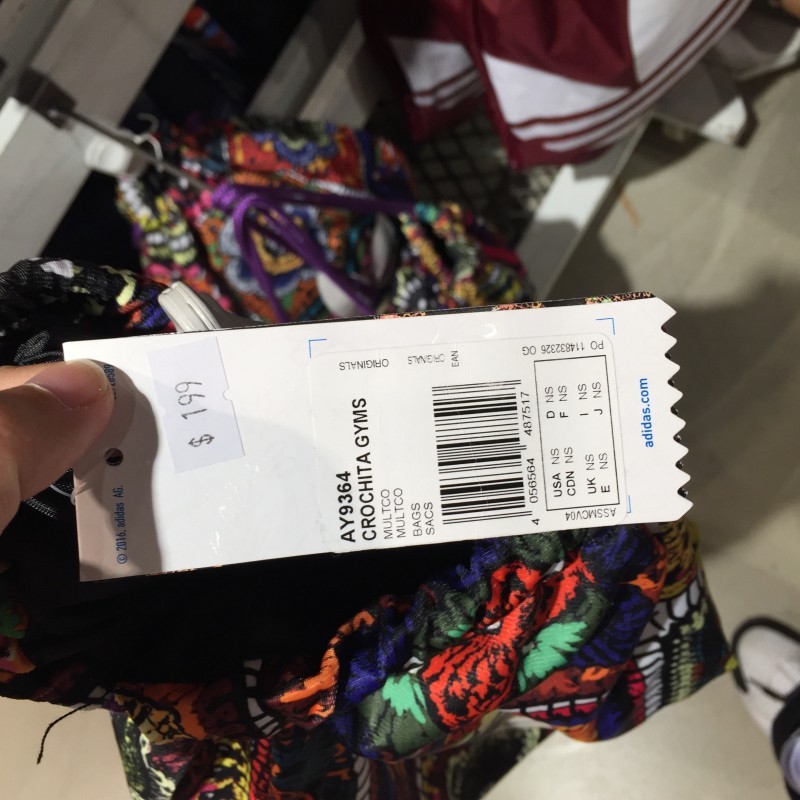 $ 199
ORIGINALS
ORIGINALS
EAN
PO 114832326 OG
AY9364
CROCHITA GYMS
MULTCO
MULTCO
BAGS
SACS
4 056564 487517
USA NS D NS
CDN NS F NS
UK NS I NS
E NS J NS
ASSMCV04
adidas.com
© 2016, adidas AG.